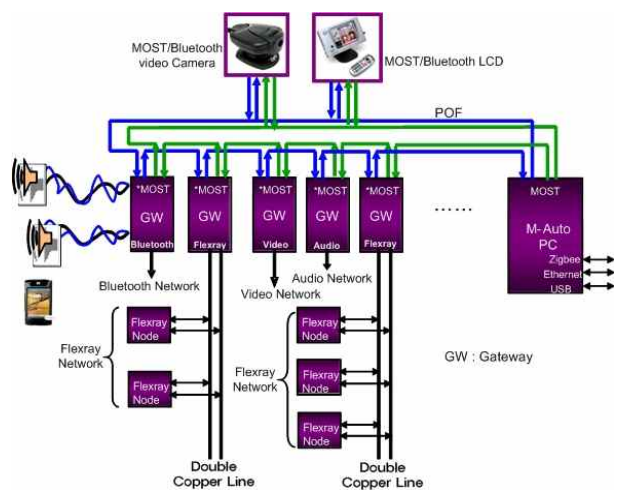 MOST/Bluetooth
video Camera
MOST/Bluetooth LCD
POF
*MOST
GW
Bluetooth
*MOST
GW
Flexray
*MOST
GW
Video
*MOST
GW
Audio
*MOST
GW
Flexray
......
MOST
M-Auto
PC
Zigbee
Ethernet
USB
Bluetooth Network
Video Network
Audio Network
Flexray
Network
Flexray
Node
Flexray
Node
Flexray
Network
Flexray
Node
Flexray
Node
Flexray
Node
GW : Gateway
Double
Copper Line
Double
Copper Line